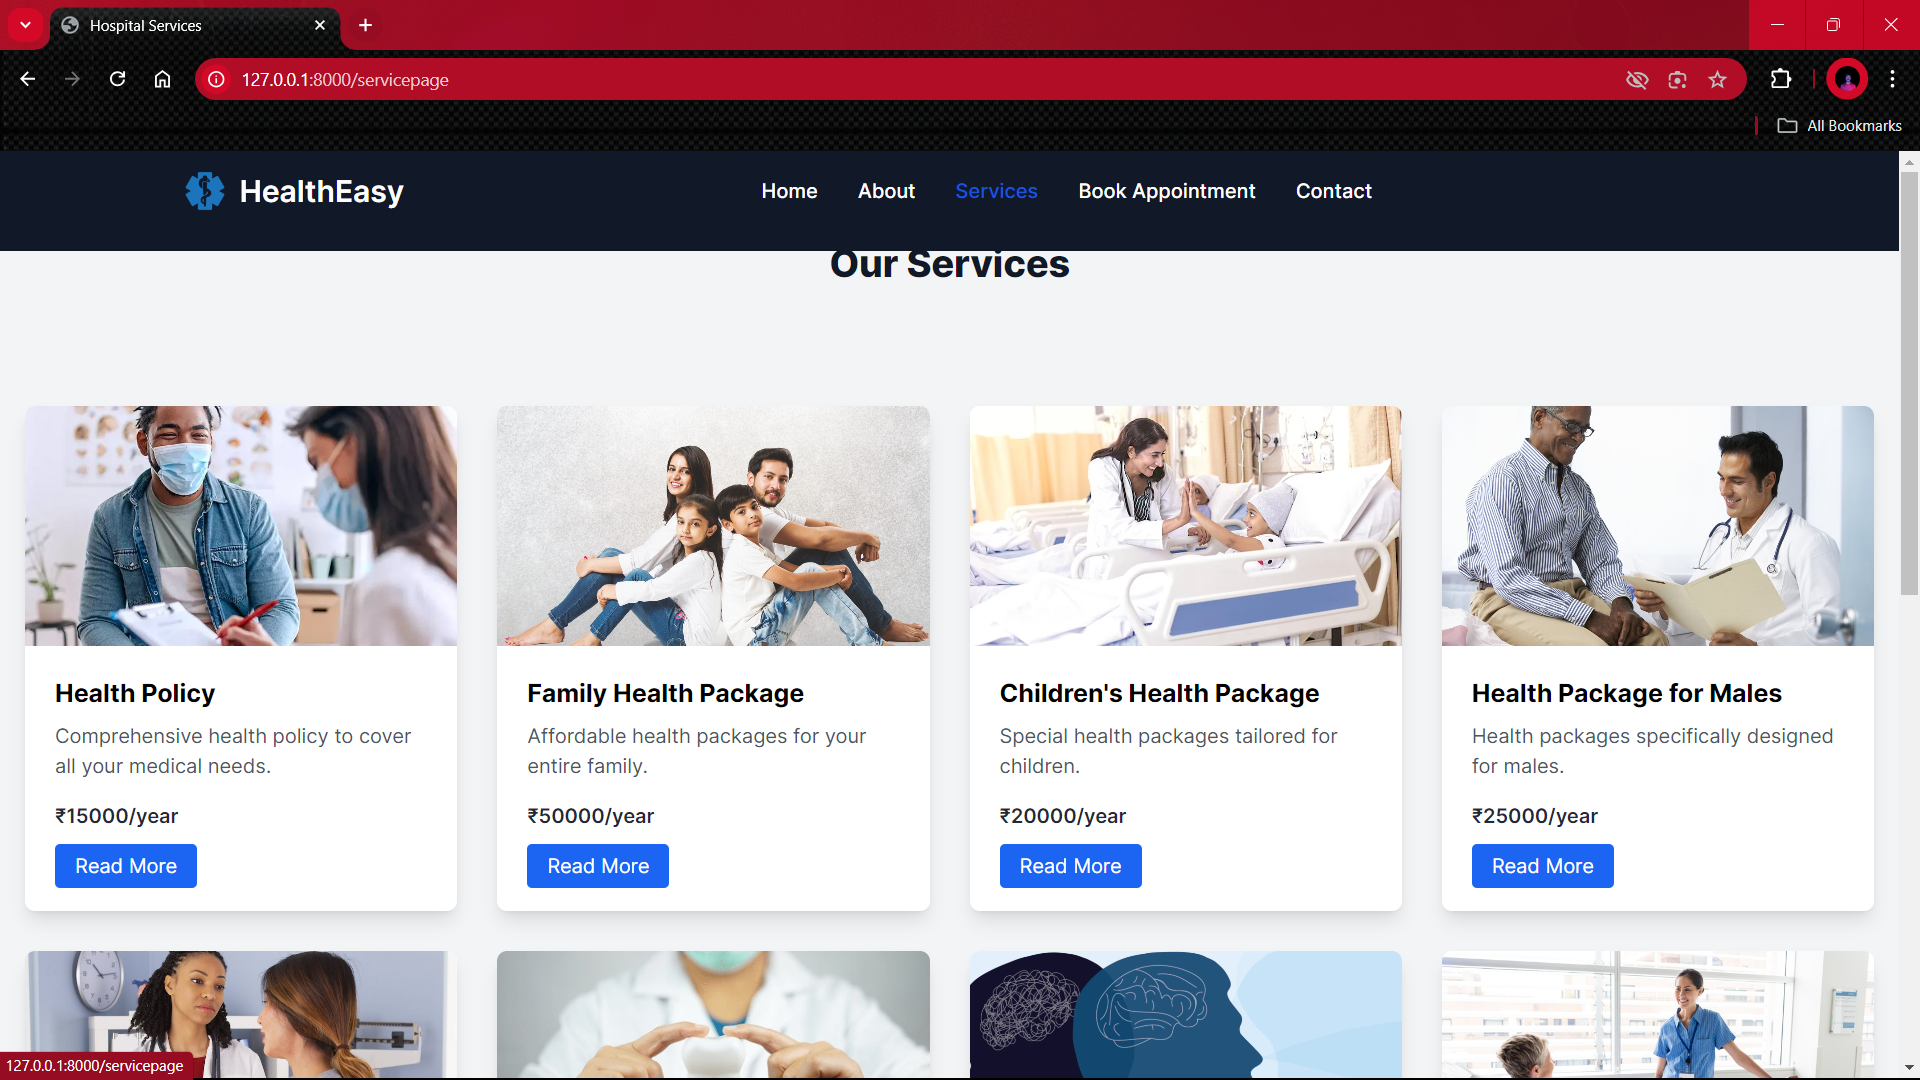 Hospital Services
127.0.0.1:8000/servicepage
All Bookmarks
HealthEasy
Home
About
Services
Book Appointment
Contact
Our Services
Health Policy
Comprehensive health policy to cover
all your medical needs.
₹15000/year
Read More
Family Health Package
Affordable health packages for your
entire family.
₹50000/year
Read More
Children's Health Package
Special health packages tailored for
children.
₹20000/year
Read More
Health Package for Males
Health packages specifically designed
for males.
₹25000/year
Read More
127.0.0.1:8000/servicepage